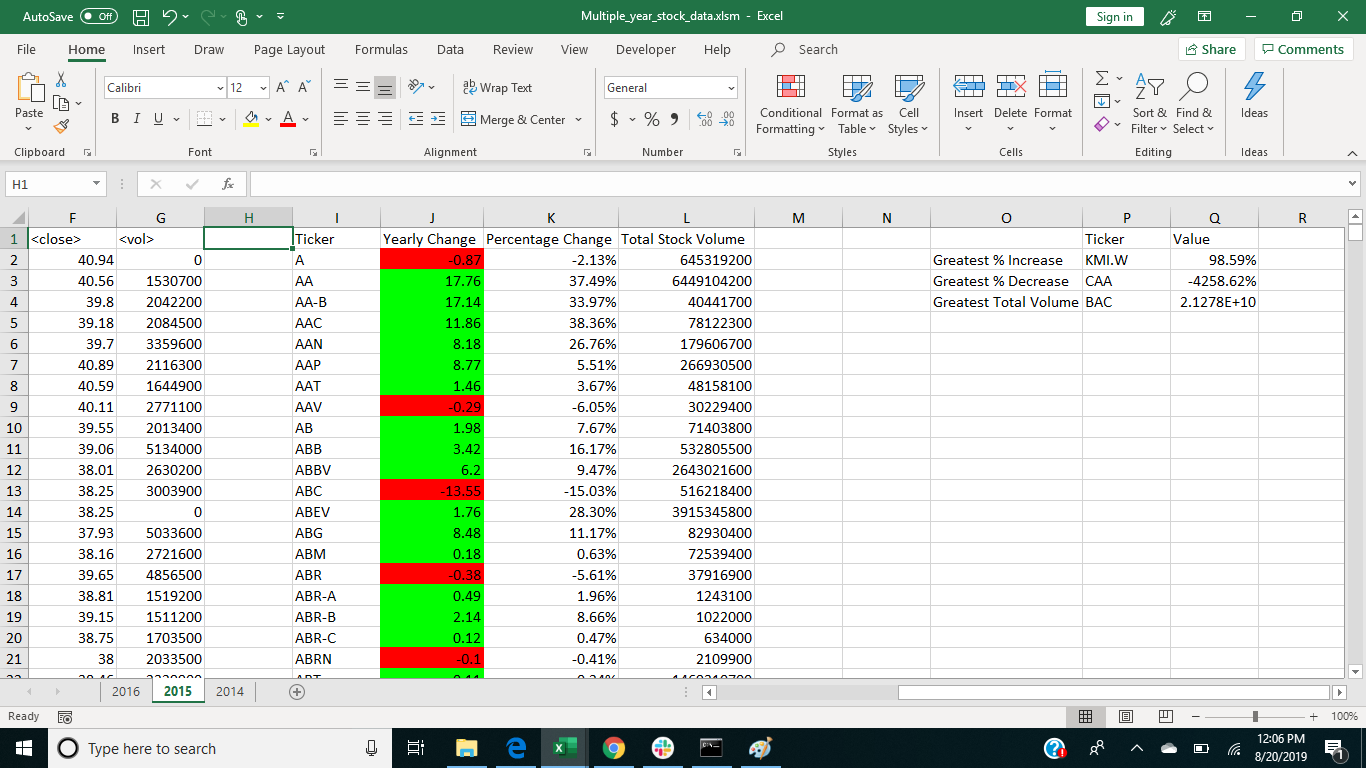 AutoSave Off Multiple_year_stock_data.xlsm - Excel Sign in
File Home Insert Draw Page Layout Formulas Data Review View Developer Help Search Share Comments
Calibri 12 A A ab Wrap Text General Σ A Z
Paste B I U A Merge & Center $ % , .00 .00 Conditional Formatting Format as Table Cell Styles Insert Delete Format Sort & Filter Find & Select Ideas
Clipboard Font Alignment Number Styles Cells Editing Ideas
H1 fx
F G H I J K L M N O P Q R
1 <close> <vol> Ticker Yearly Change Percentage Change Total Stock Volume Ticker Value
2 40.94 0 A -0.87 -2.13% 645319200 Greatest % Increase KMI.W 98.59%
3 40.56 1530700 AA 17.76 37.49% 6449104200 Greatest % Decrease CAA -4258.62%
4 39.8 2042200 AA-B 17.14 33.97% 40441700 Greatest Total Volume BAC 2.1278E+10
5 39.18 2084500 AAC 11.86 38.36% 78122300
6 39.7 3359600 AAN 8.18 26.76% 179606700
7 40.89 2116300 AAP 8.77 5.51% 266930500
8 40.59 1644900 AAT 1.46 3.67% 48158100
9 40.11 2771100 AAV -0.29 -6.05% 30229400
10 39.55 2013400 AB 1.98 7.67% 71403800
11 39.06 5134000 ABB 3.42 16.17% 532805500
12 38.01 2630200 ABBV 6.2 9.47% 2643021600
13 38.25 3003900 ABC -13.55 -15.03% 516218400
14 38.25 0 ABEV 1.76 28.30% 3915345800
15 37.93 5033600 ABG 8.48 11.17% 82930400
16 38.16 2721600 ABM 0.18 0.63% 72539400
17 39.65 4856500 ABR -0.38 -5.61% 37916900
18 38.81 1519200 ABR-A 0.49 1.96% 1243100
19 39.15 1511200 ABR-B 2.14 8.66% 1022000
20 38.75 1703500 ABR-C 0.12 0.47% 634000
21 38 2033500 ABRN -0.1 -0.41% 2109900
2016 2015 2014
Ready 100%
Type here to search 12:06 PM
8/20/2019 1